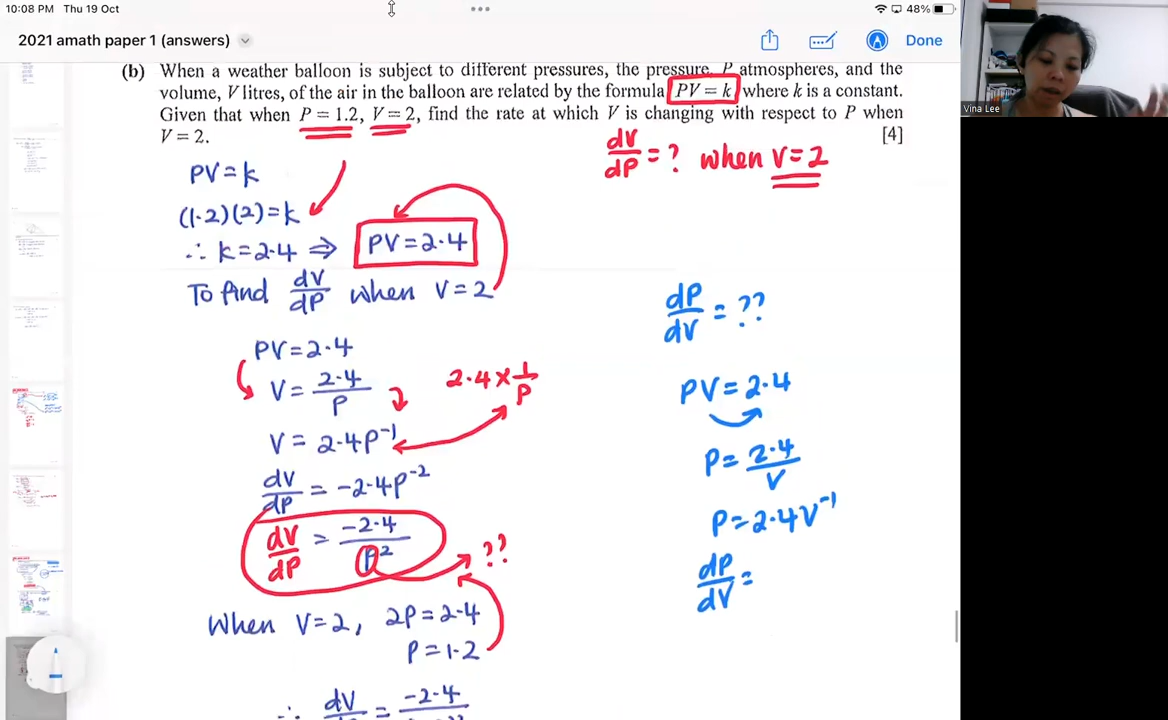 10:08 PM Thu 19 Oct
48%
2021 amath paper 1 (answers)
Done
Vina Lee
(b) When a weather balloon is subject to different pressures, the pressure, P atmospheres, and the
volume, V litres, of the air in the balloon are related by the formula PV = k where k is a constant.
Given that when P = 1.2, V = 2, find the rate at which V is changing with respect to P when
V = 2. [4]
dV/dP = ? when V = 2
PV = k
(1.2)(2) = k
∴ k = 2.4 ⇒ PV = 2.4
To find dV/dP when V = 2
PV = 2.4
V = 2.4/P
2.4 × 1/P
V = 2.4P⁻¹
dV/dP = -2.4P⁻²
dV/dP = -2.4/P²
??
When V = 2, 2P = 2.4
P = 1.2
∴ dV = -2.4
dP/dV = ??
PV = 2.4
P = 2.4/V
P = 2.4V⁻¹
dP/dV =